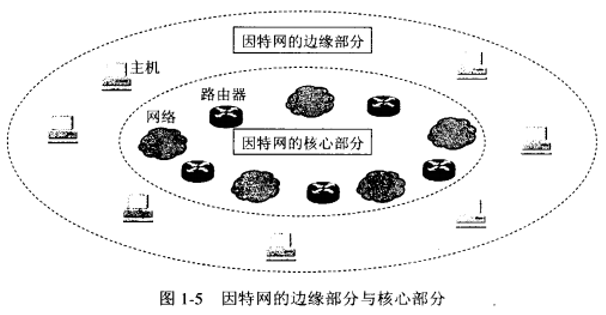 因特网的边缘部分
主机
路由器
网络
因特网的核心部分
图 1-5 因特网的边缘部分与核心部分